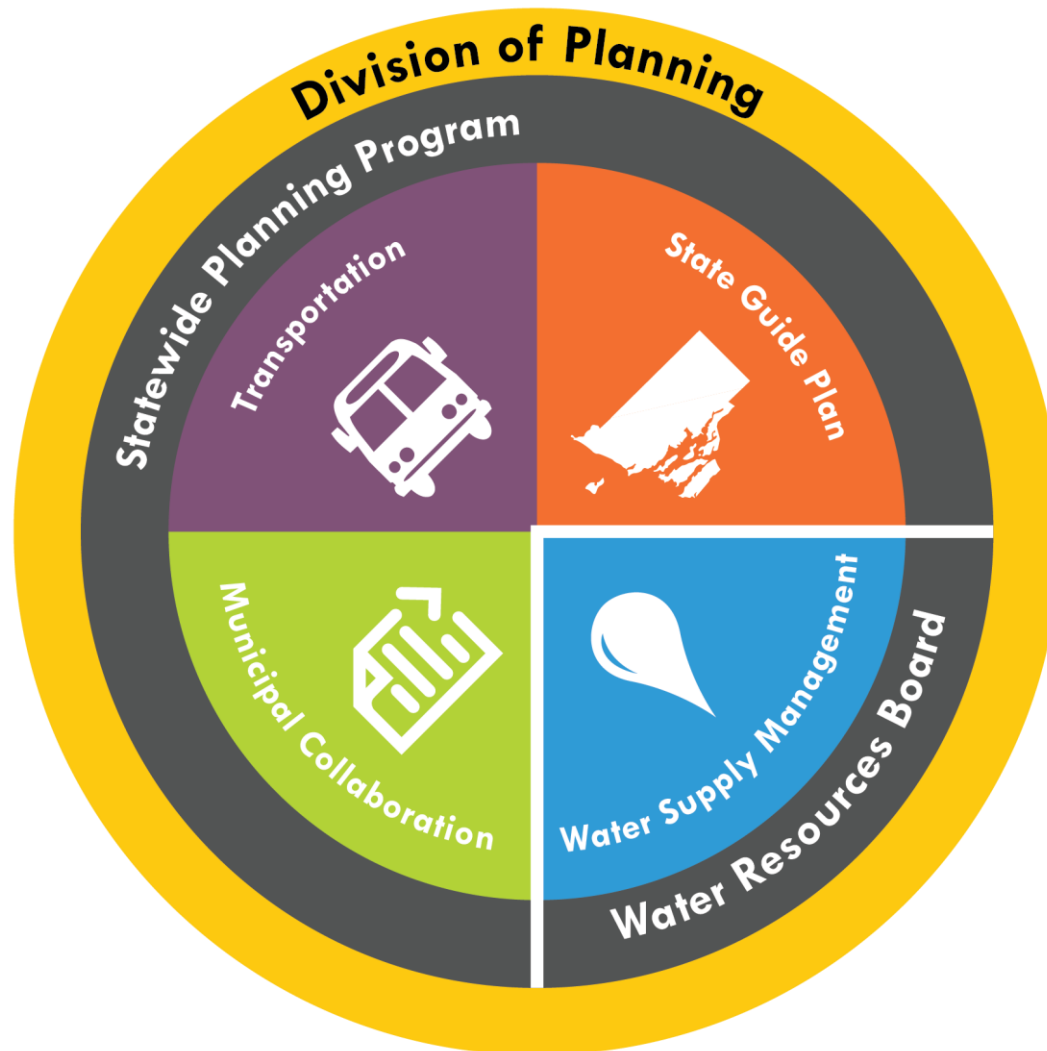 Division of Planning
Statewide Planning Program
Transportation
State Guide Plan
Municipal Collaboration
Water Supply Management
Water Resources Board